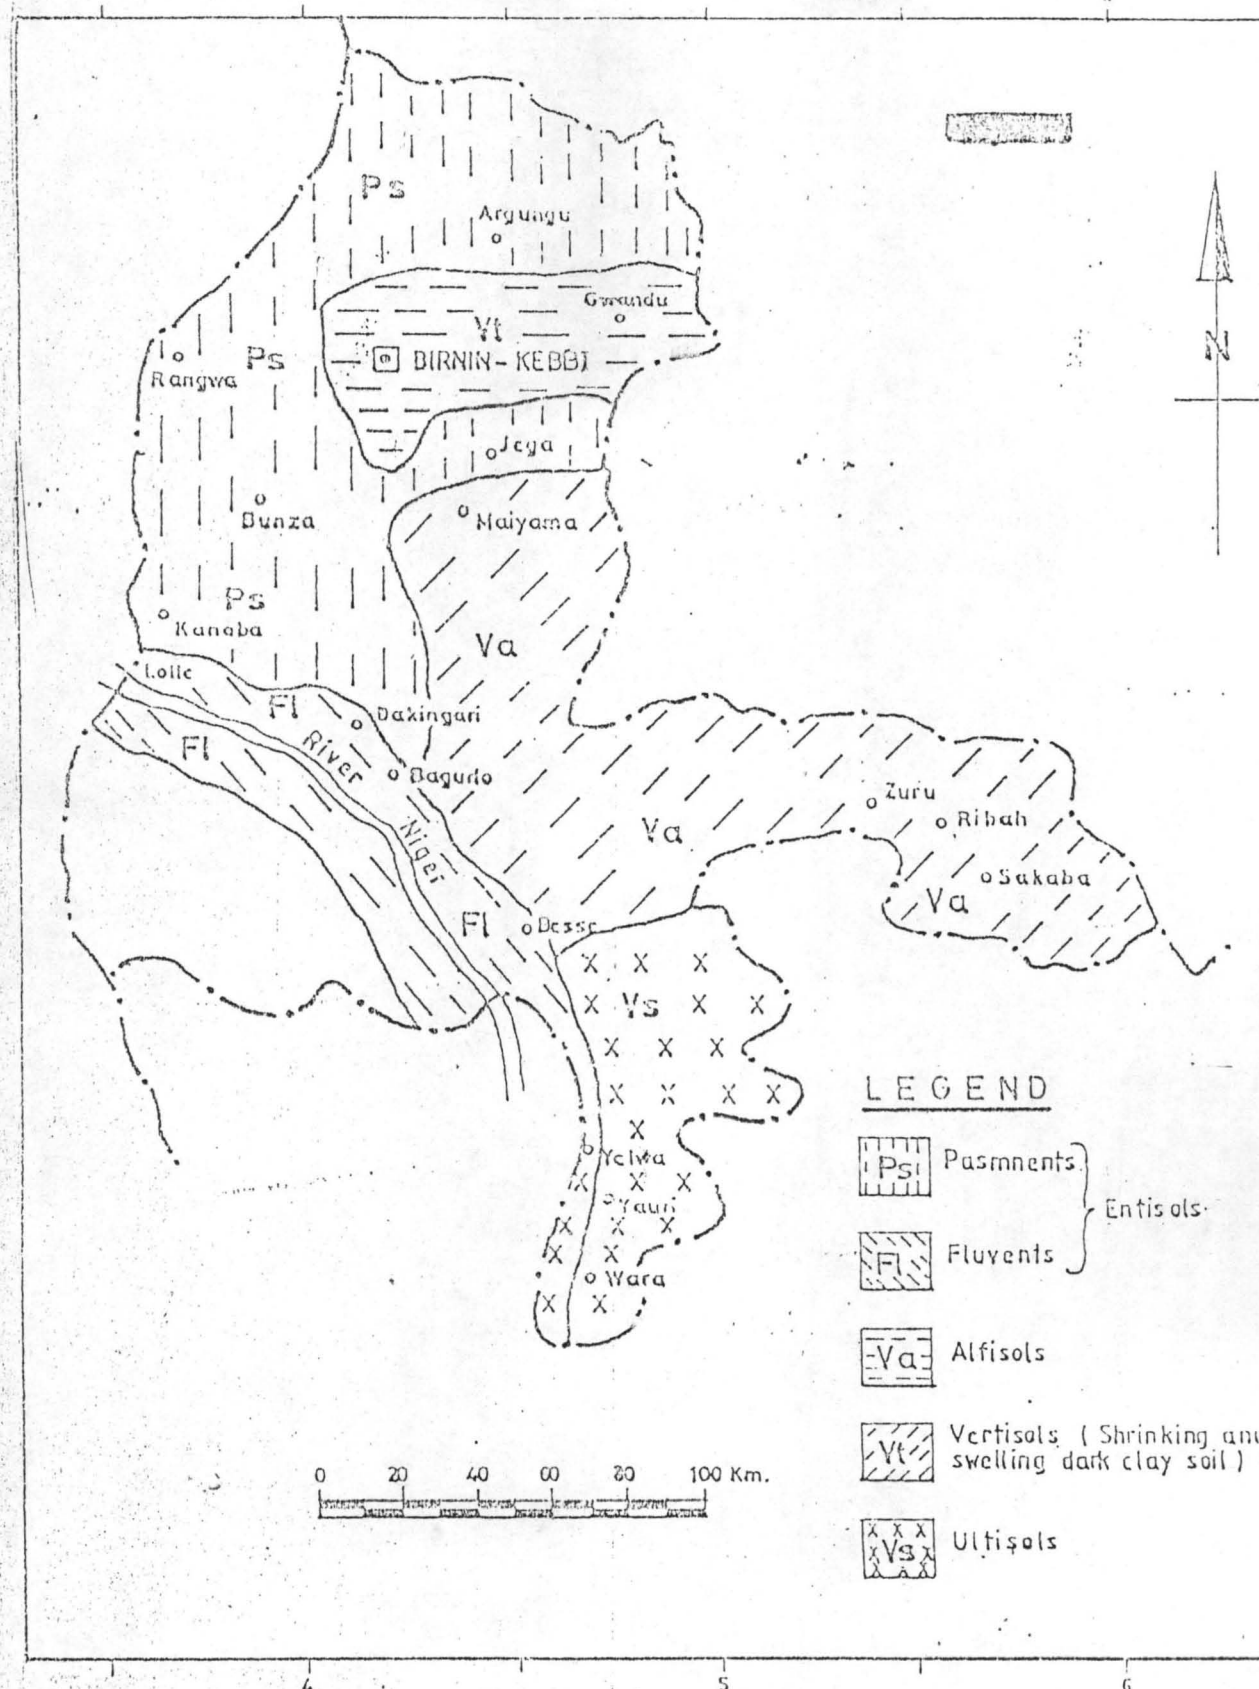 Ps
Argungu
Gwandu
Vt
BIRNIN-KEBBI
Ps
Rangwa
N
Jega
Bunza
Maiyama
Ps
Kanaba
Va
Lolle
Fl
Dakingari
Fl
River
Bagudo
Niger
Va
Zuru
Ribah
Sakaba
Va
Fl
Desse
Vs
Yelwa
Yauri
Wara
LEGEND
Ps Pasmnents
Entisols
Fl Fluvents
Va Alfisols
Vt Vertisols (Shrinking and
swelling dark clay soil)
Vs Ultisols
0 20 40 60 80 100 Km.
4 5 6